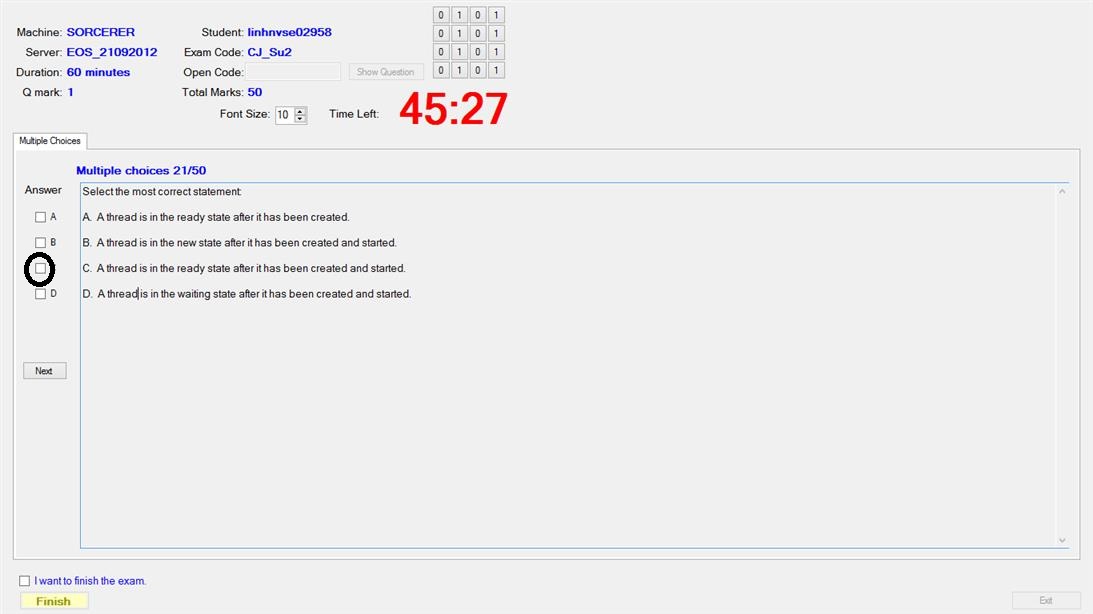 0 1 0 1
Machine: SORCERER Student: linhnvse02958 0 1 0 1
Server: EOS_21092012 Exam Code: CJ_Su2 0 1 0 1
Duration: 60 minutes Open Code: Show Question 0 1 0 1
Q mark: 1 Total Marks: 50
Font Size: 10 Time Left: 45:27
Multiple Choices
Multiple choices 21/50
Answer Select the most correct statement:
A A. A thread is in the ready state after it has been created.
B B. A thread is in the new state after it has been created and started.
C. A thread is in the ready state after it has been created and started.
D D. A thread is in the waiting state after it has been created and started.
Next
I want to finish the exam.
Finish Exit